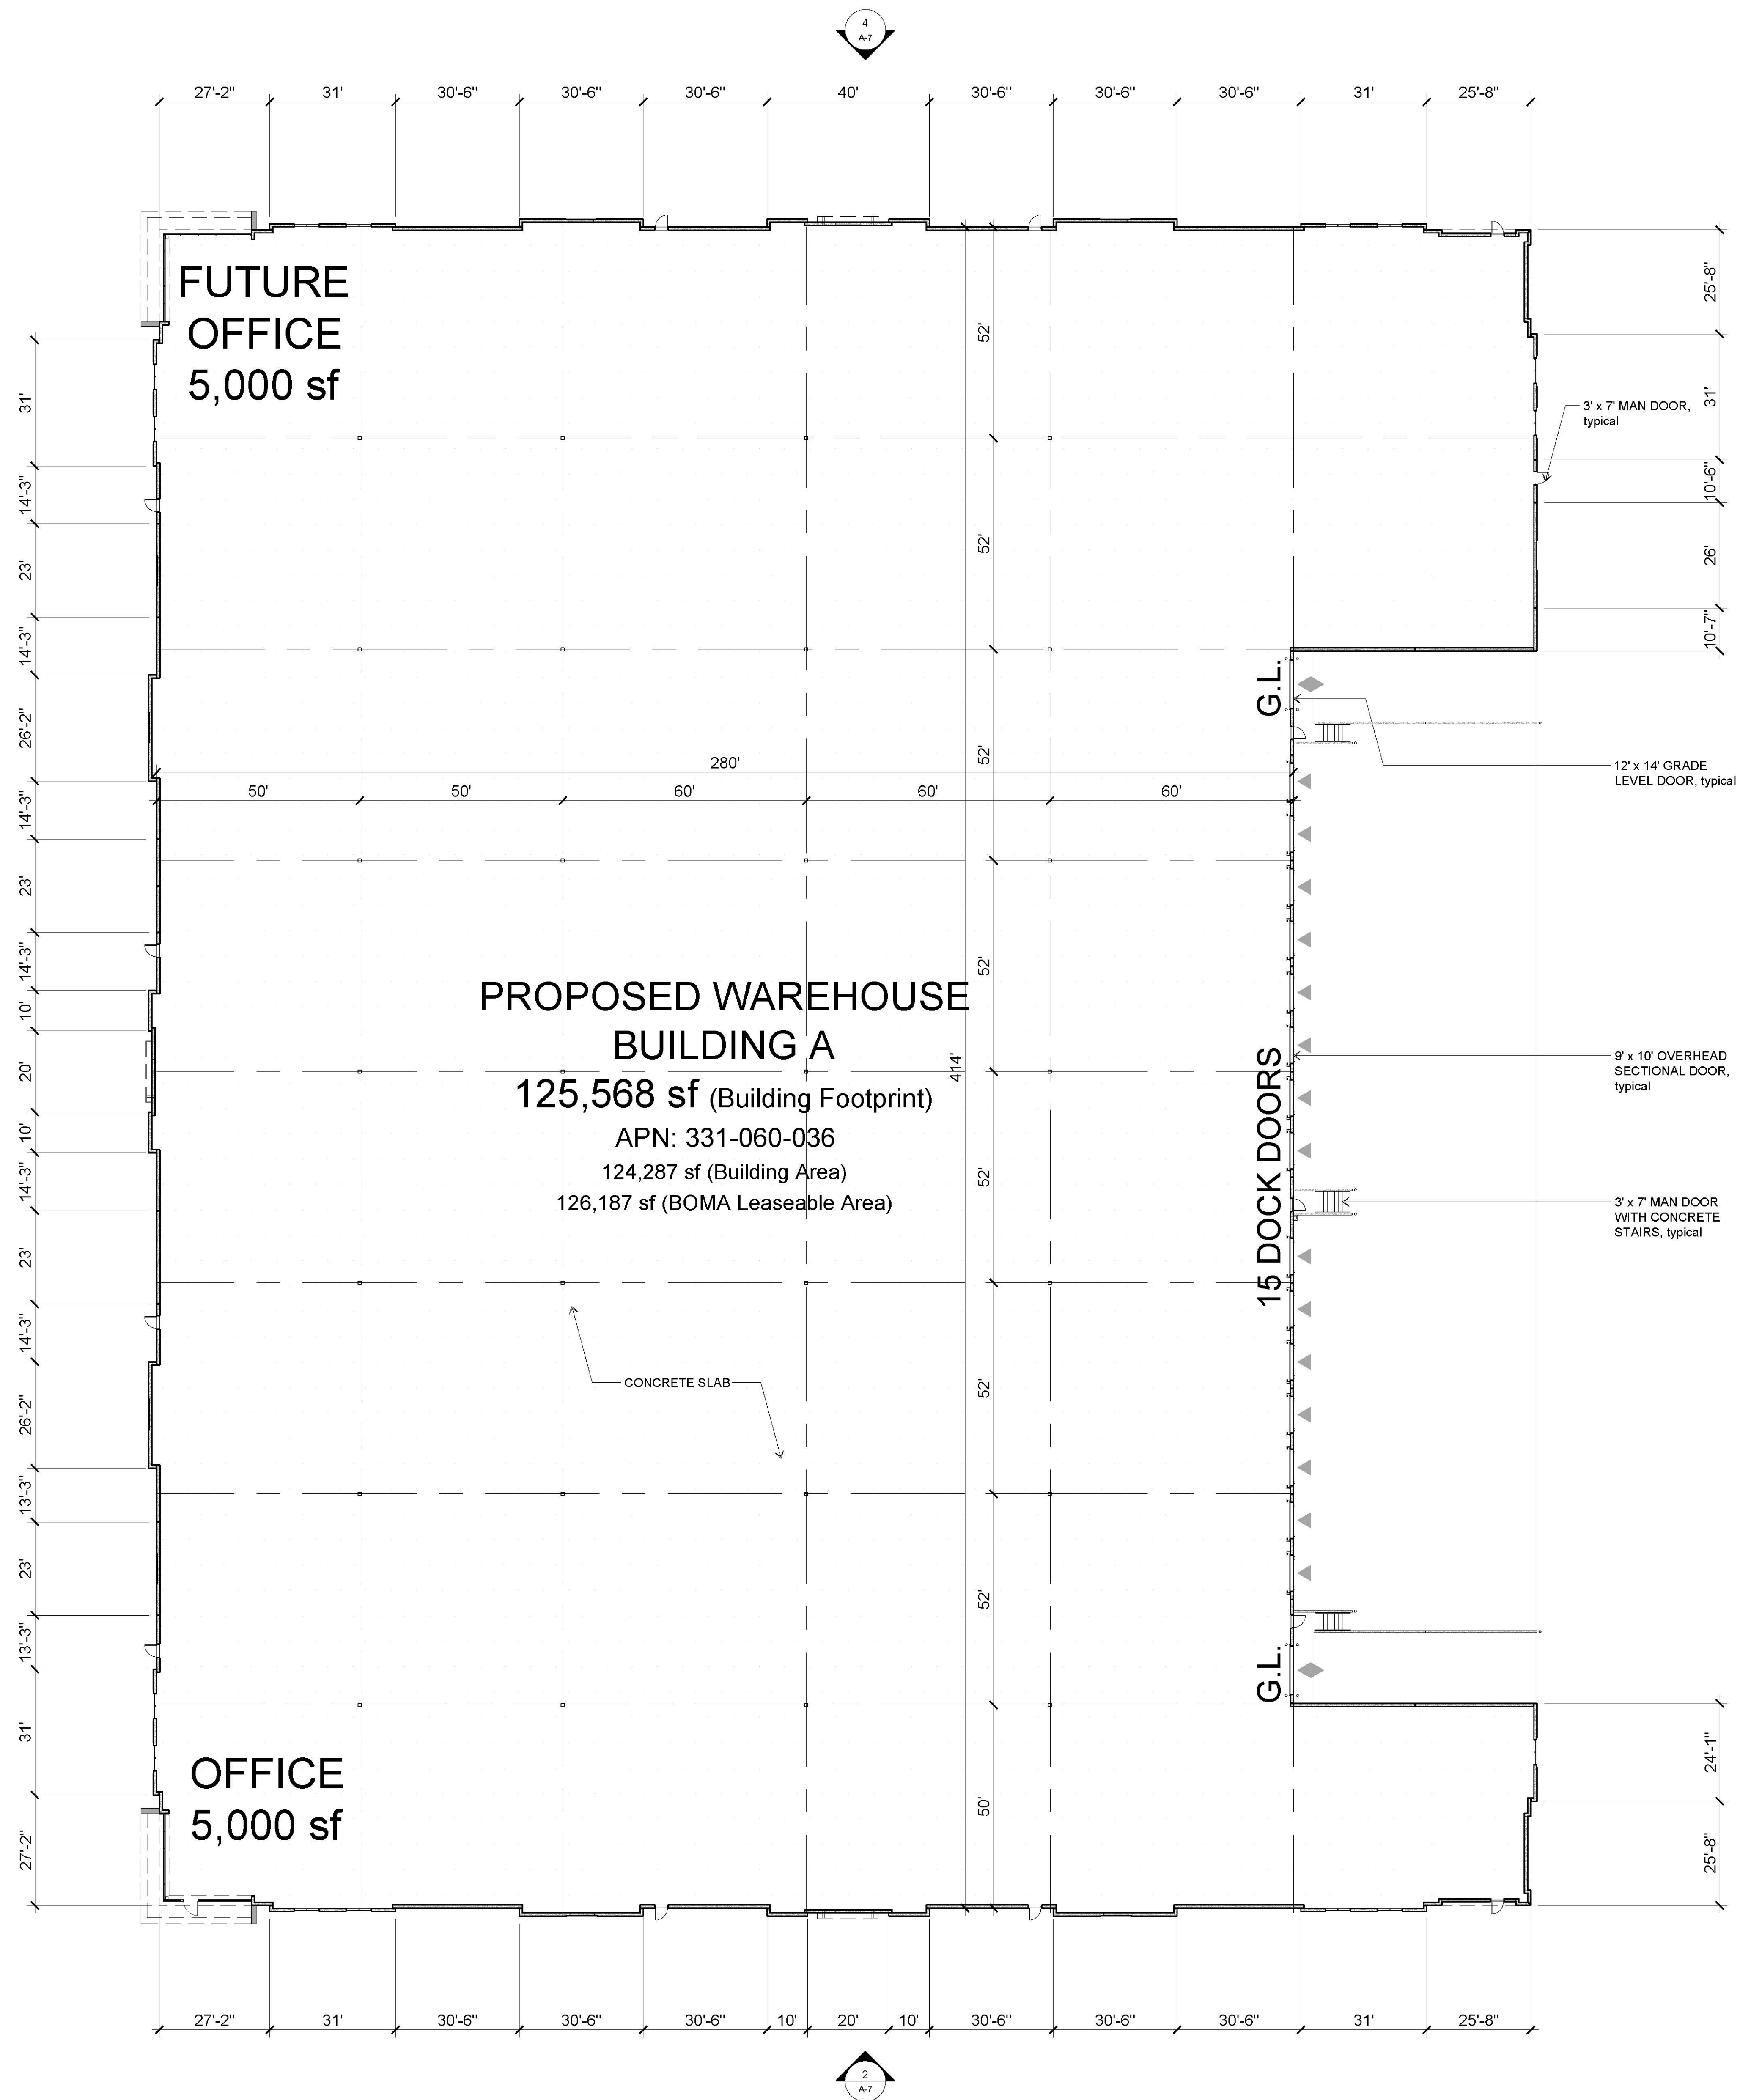 4
A-7
27'-2"
31'
30'-6"
30'-6"
30'-6"
40'
30'-6"
30'-6"
30'-6"
31'
25'-8"
FUTURE
OFFICE
5,000 sf
31'
14'-3"
23'
14'-3"
26'-2"
14'-3"
23'
14'-3"
10'
20'
10'
14'-3"
23'
14'-3"
26'-2"
13'-3"
23'
13'-3"
31'
27'-2"
52'
52'
52'
52'
52'
52'
52'
50'
414'
280'
50'
50'
60'
60'
60'
PROPOSED WAREHOUSE
BUILDING A
125,568 sf (Building Footprint)
APN: 331-060-036
124,287 sf (Building Area)
126,187 sf (BOMA Leaseable Area)
CONCRETE SLAB
G.L.
15 DOCK DOORS
G.L.
OFFICE
5,000 sf
25'-8"
31'
10'-6"
26'
10'-7"
24'-1"
25'-8"
3' x 7' MAN DOOR,
typical
12' x 14' GRADE
LEVEL DOOR, typical
9' x 10' OVERHEAD
SECTIONAL DOOR,
typical
3' x 7' MAN DOOR
WITH CONCRETE
STAIRS, typical
27'-2"
31'
30'-6"
30'-6"
30'-6"
10'
20'
10'
30'-6"
30'-6"
30'-6"
31'
25'-8"
2
A-7